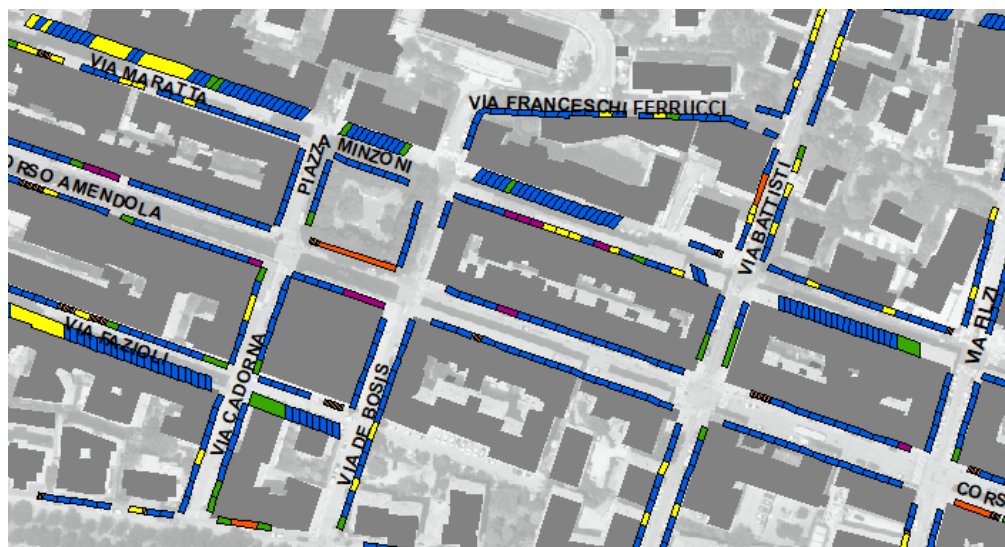 VIA MARATTA
VIA FRANCESCHI FERRUCCI
PIAZZA MINZONI
ORSO AMENDOLA
VIA BATTISTI
VIA FILZI
VIA FAZIOLI
VIA CADORNA
VIA DE BOSIS
CORS